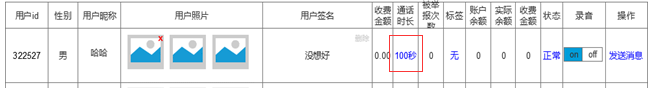 用户id 性别 用户昵称 用户照片 用户签名 收费金额 通话时长 被举报次数 标签 账户余额 实际余额 收费金额 状态 录音 操作
322527 男 哈哈 x 没想好 删除 0.00 100秒 0 无 0 0 0 正常 on off 发送消息